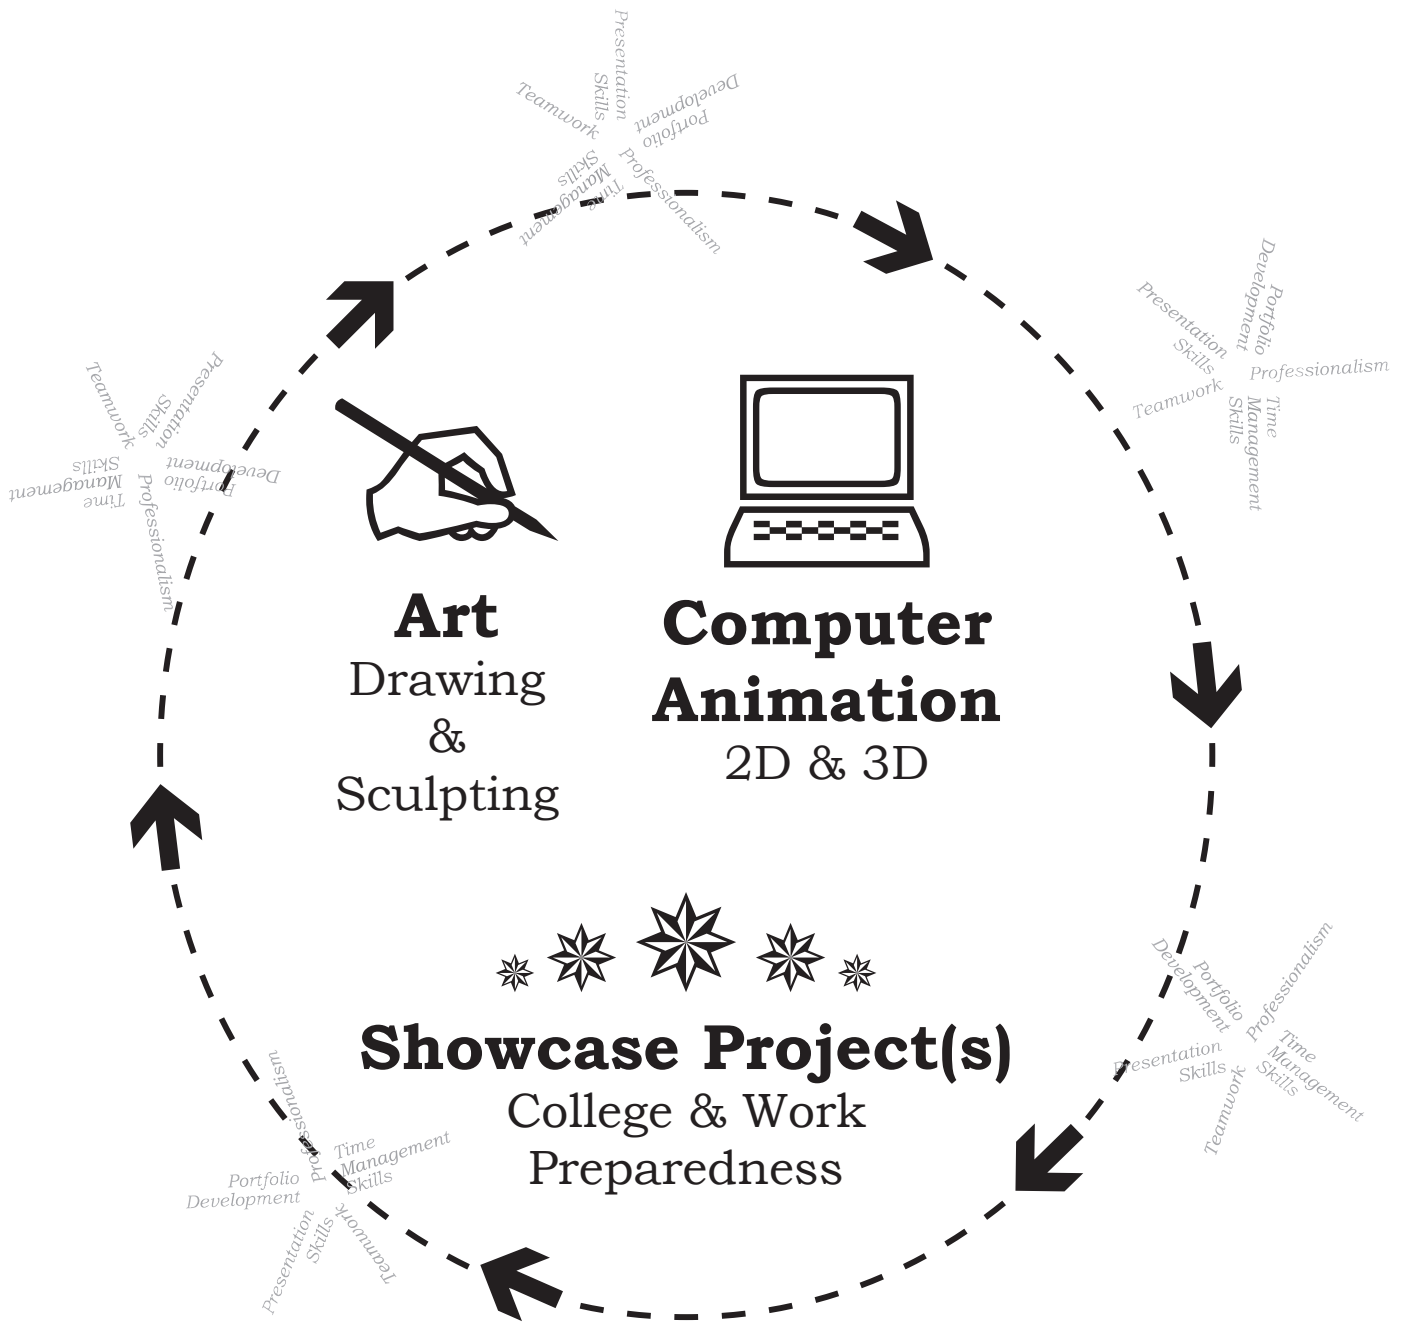 Presentation
Skills
Teamwork
Portfolio
Development
Time
Management
Skills
Professionalism
Presentation
Skills
Teamwork
Portfolio
Development
Professionalism
Time
Management
Skills
Teamwork
Presentation
Skills
Time
Management
Skills
Portfolio
Development
Professionalism
Art
Drawing
&
Sculpting
Computer
Animation
2D & 3D
Showcase Project(s)
College & Work
Preparedness
Portfolio
Development
Professionalism
Presentation
Skills
Time
Management
Skills
Teamwork
Professionalism
Time
Management
Skills
Portfolio
Development
Presentation
Skills
Teamwork